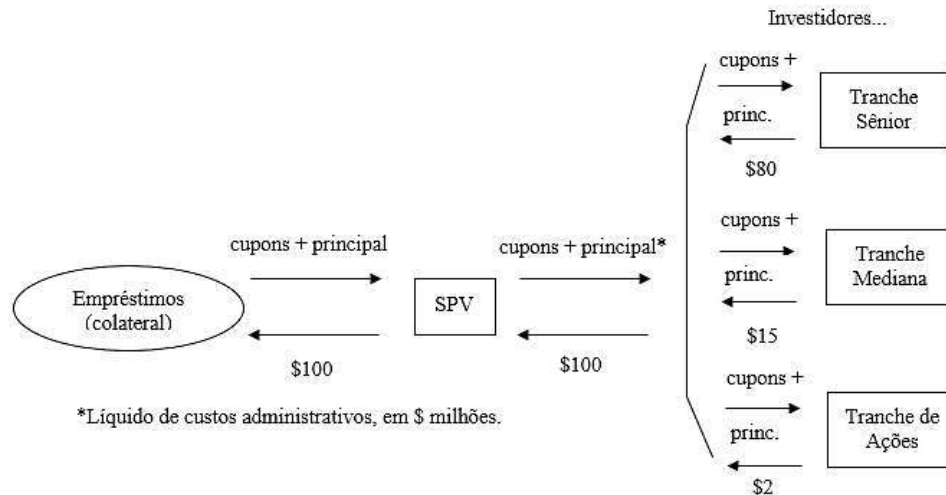 Investidores...
cupons +
princ.
$80
Tranche
Sênior
cupons + principal
Empréstimos
(colateral)
$100
SPV
cupons + principal*
$100
cupons +
princ.
$15
Tranche
Mediana
cupons +
princ.
$2
Tranche de
Ações
*Líquido de custos administrativos, em $ milhões.